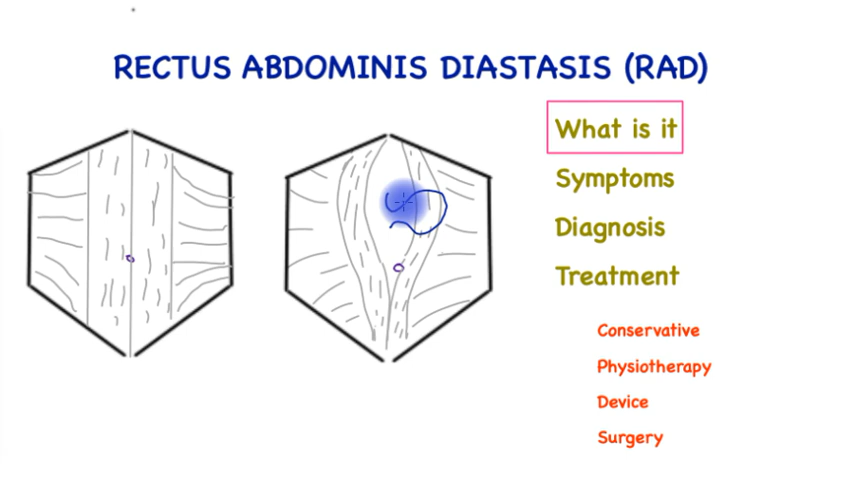 RECTUS ABDOMINIS DIASTASIS (RAD)
What is it
Symptoms
Diagnosis
Treatment
Conservative
Physiotherapy
Device
Surgery